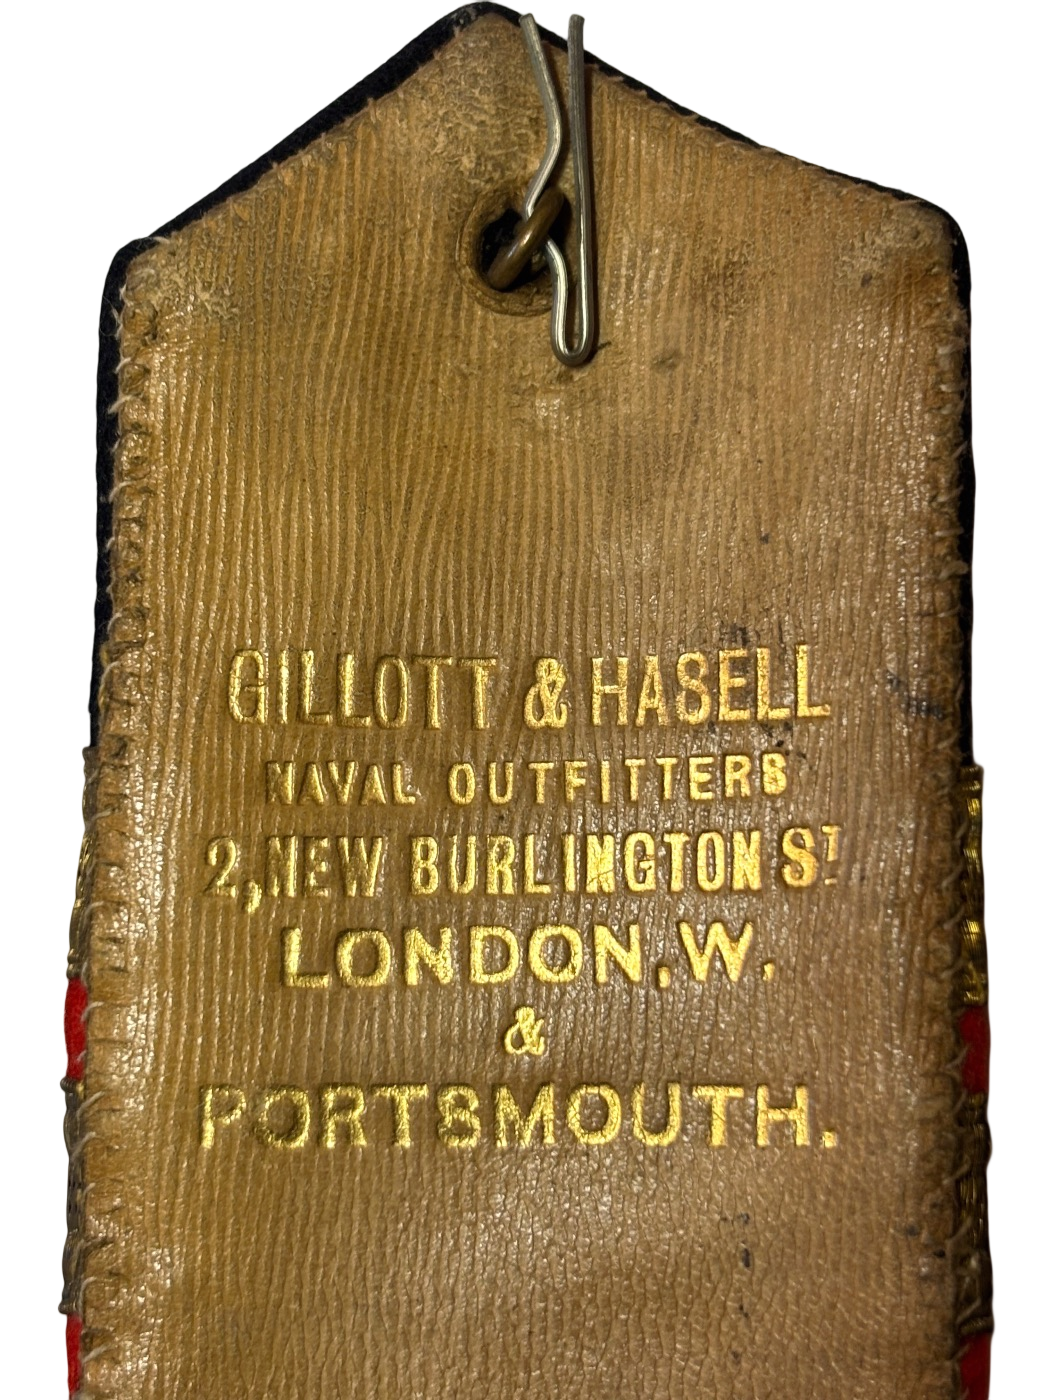 GILLOTT & HASELL
NAVAL OUTFITTERS
2, NEW BURLINGTON ST.
LONDON, W.
&
PORTSMOUTH.